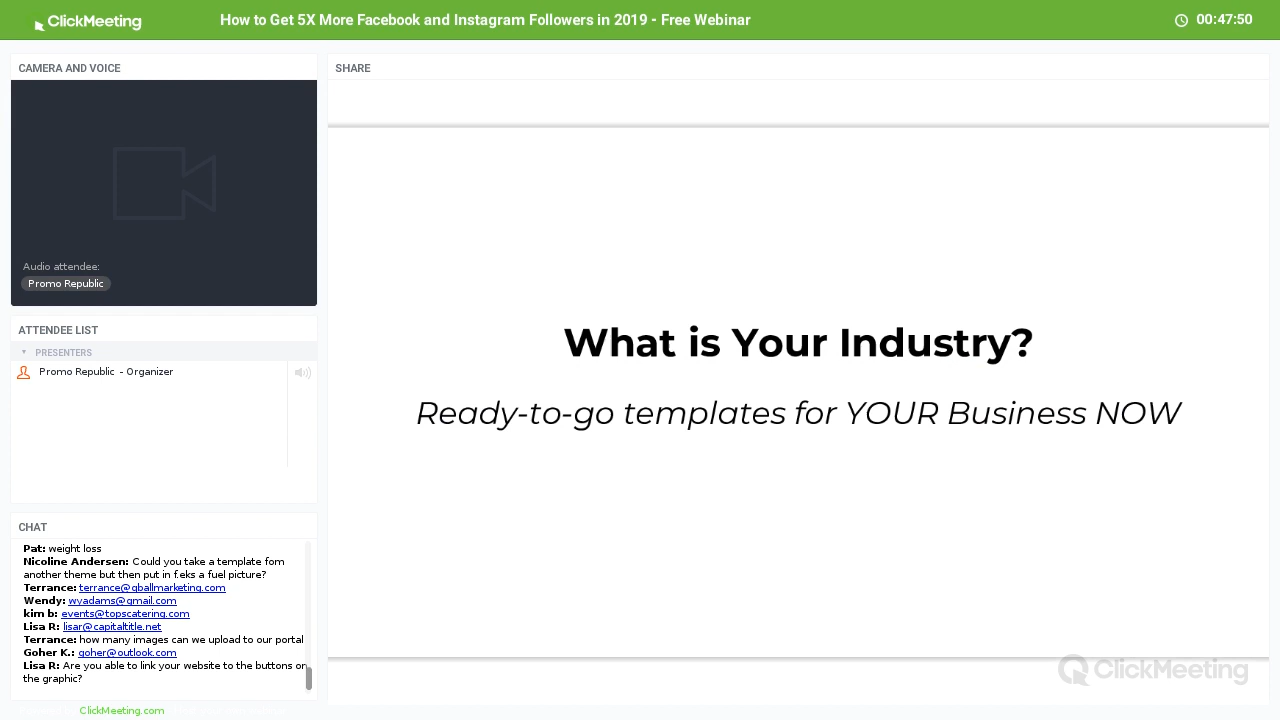 ClickMeeting
How to Get 5X More Facebook and Instagram Followers in 2019 - Free Webinar
00:47:50
CAMERA AND VOICE
Audio attendee:
Promo Republic
ATTENDEE LIST
PRESENTERS
Promo Republic - Organizer
CHAT
Pat: weight loss
Nicoline Andersen: Could you take a template fom
another theme but then put in f.eks a fuel picture?
Terrance: terrance@gballmarketing.com
Wendy: wyadams@gmail.com
kim b: events@topscatering.com
Lisa R: lisar@capitaltitle.net
Terrance: how many images can we upload to our portal
Goher K.: goher@outlook.com
Lisa R: Are you able to link your website to the buttons on
the graphic?
ClickMeeting.com
SHARE
What is Your Industry?
Ready-to-go templates for YOUR Business NOW
ClickMeeting